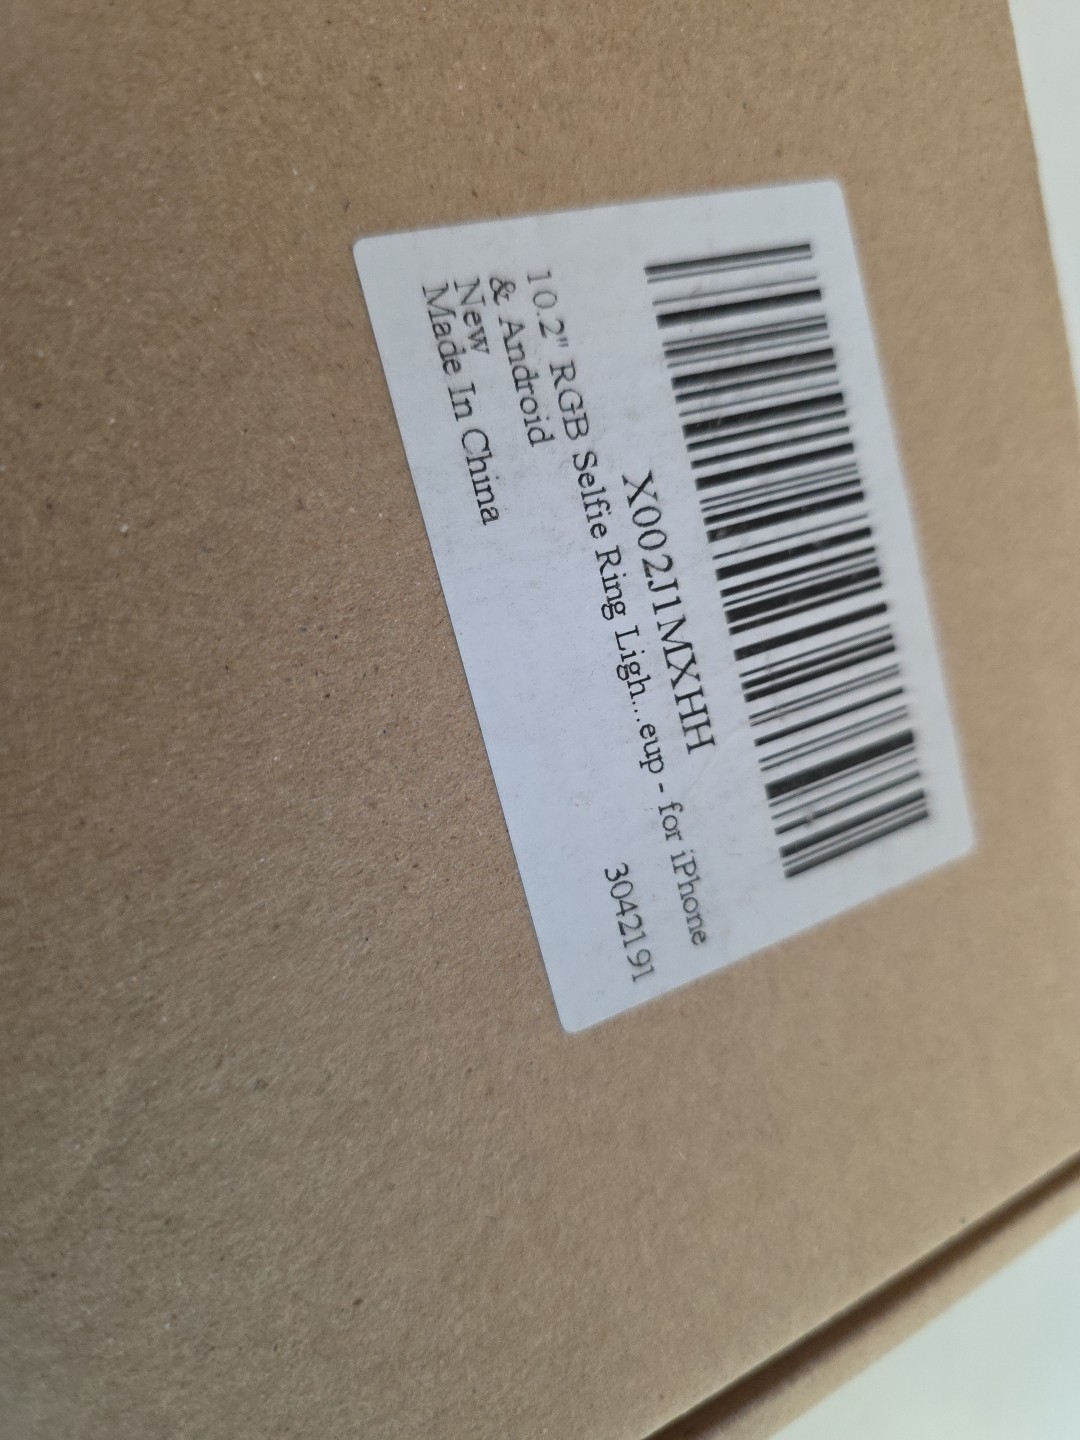 X002J1MXHH
10.2" RGB Selfie Ring Ligh...eup - for iPhone
& Android
3042191
New
Made In China